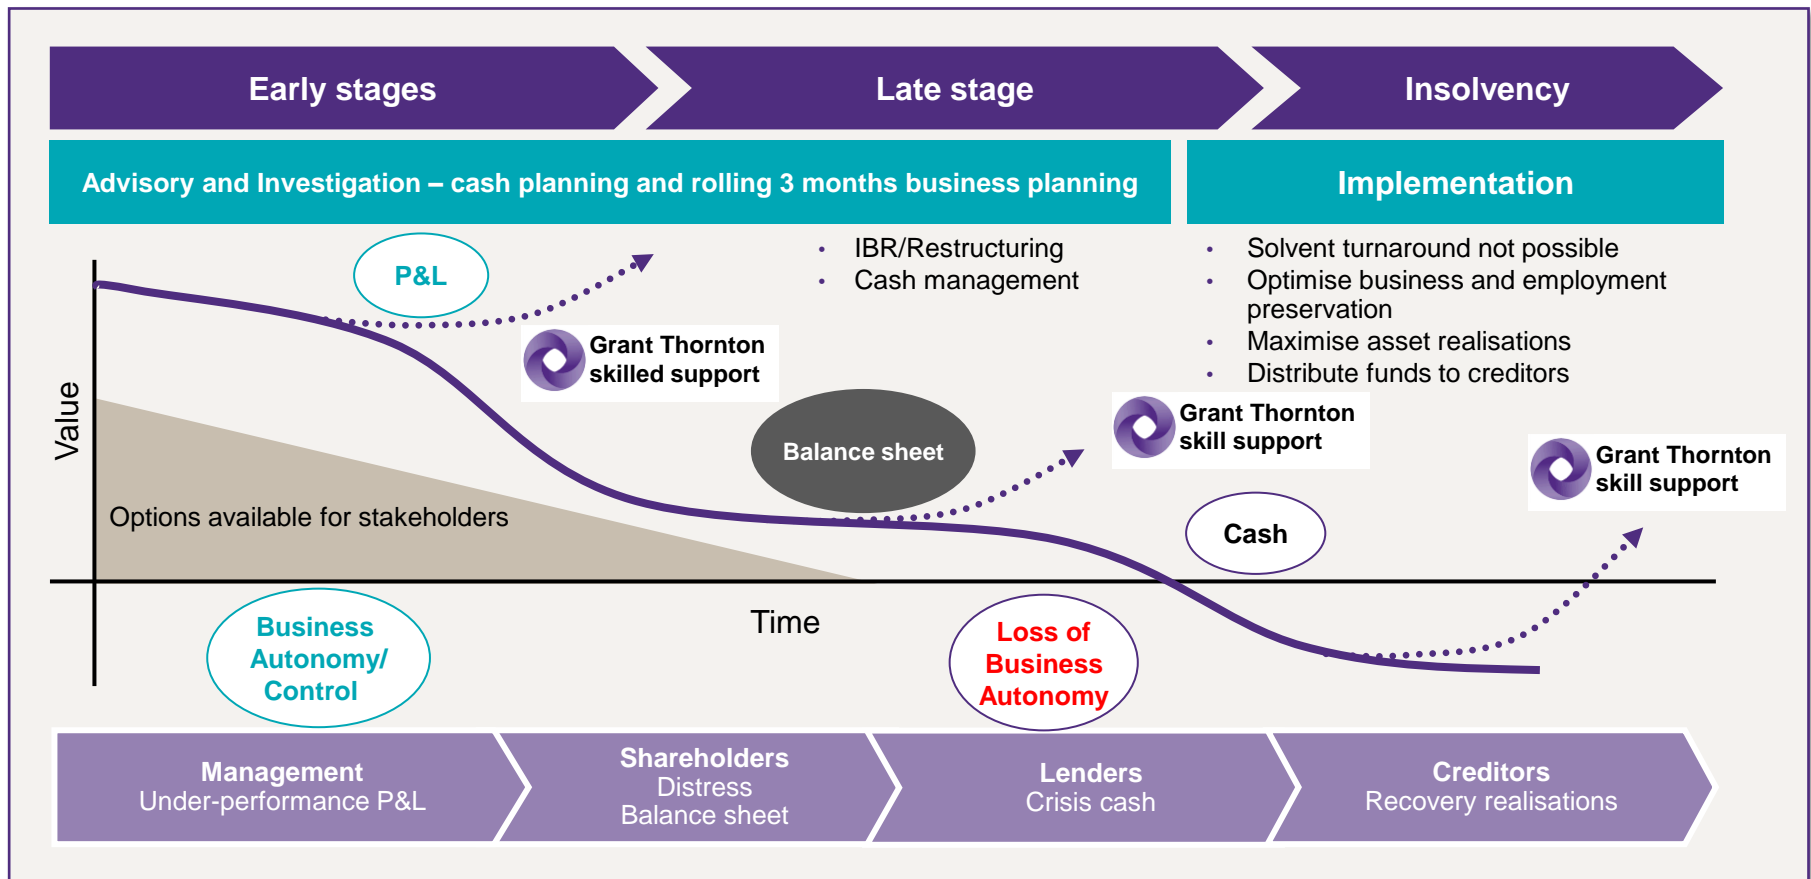 Early stages
Late stage
Insolvency
Advisory and Investigation – cash planning and rolling 3 months business planning
Implementation
P&L
• IBR/Restructuring
• Cash management
• Solvent turnaround not possible
• Optimise business and employment
preservation
• Maximise asset realisations
• Distribute funds to creditors
Grant Thornton
skilled support
Value
Balance sheet
Grant Thornton
skill support
Grant Thornton
skill support
Options available for stakeholders
Cash
Time
Business
Autonomy/
Control
Loss of
Business
Autonomy
Management
Under-performance P&L
Shareholders
Distress
Balance sheet
Lenders
Crisis cash
Creditors
Recovery realisations